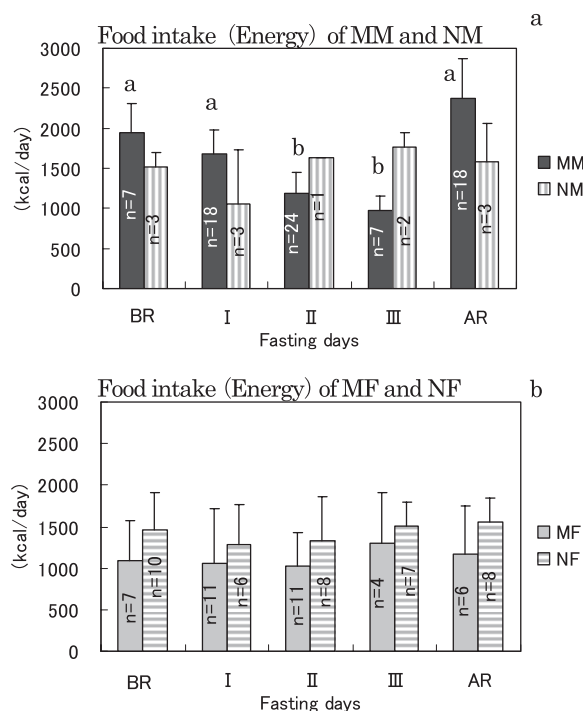 Food intake (Energy) of MM and NM
a
3000
2500
2000
1500
1000
500
0
(kcal/day)
a
a
b
b
a
n=7
n=3
n=18
n=3
n=24
n=1
n=7
n=2
n=18
n=3
MM
NM
BR I II III AR
Fasting days
Food intake (Energy) of MF and NF
b
3000
2500
2000
1500
1000
500
0
(kcal/day)
n=7
n=10
n=11
n=6
n=11
n=8
n=4
n=7
n=6
n=8
MF
NF
BR I II III AR
Fasting days